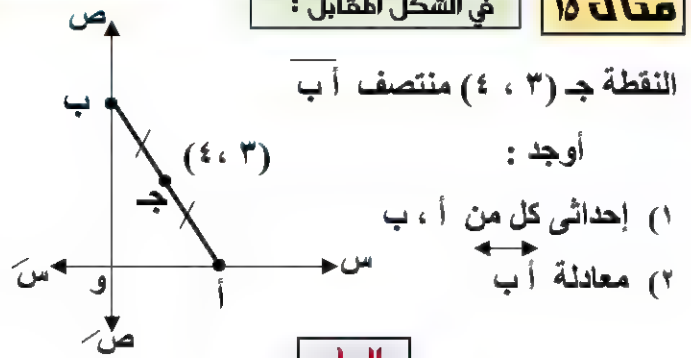 مثال ١٥
في الشكل المقابل :
النقطة جـ (٣ ، ٤) منتصف أ ب
أوجد :
١) إحداثى كل من أ ، ب
٢) معادلة أ ب
ص
ب
(٣ ، ٤)
جـ
س
أ
و
سَ
صَ